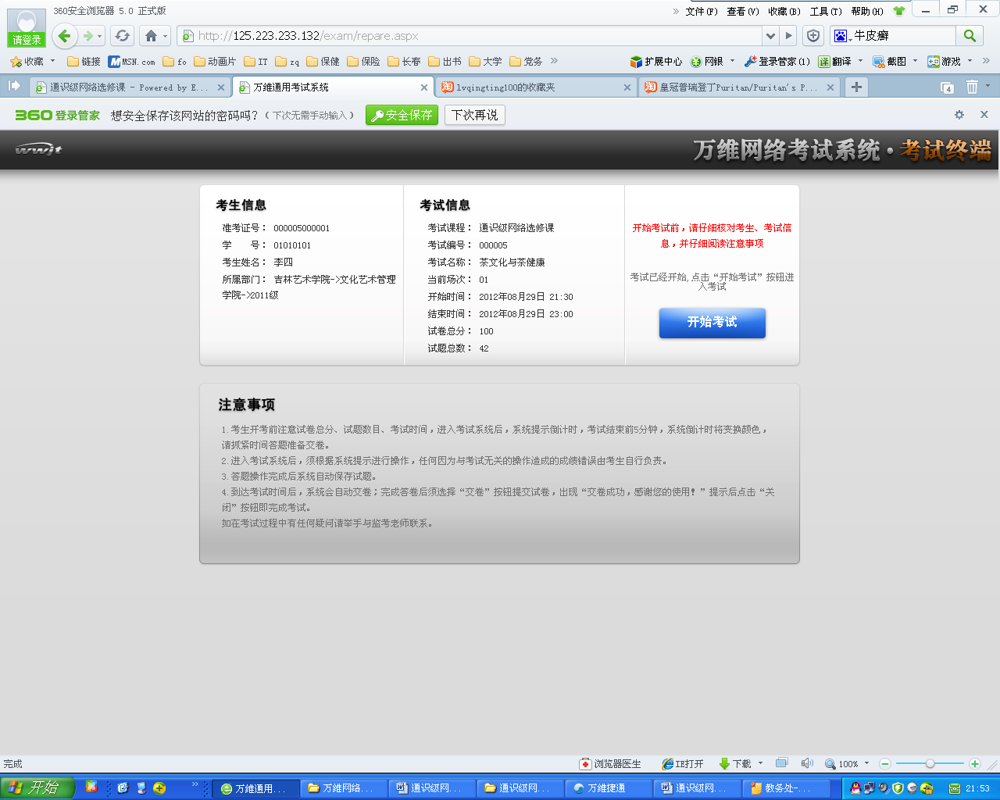 360安全浏览器 5.0 正式版
» 文件(F) 查看(V) 收藏(B) 工具(T) 帮助(H)
请登录
http://125.223.233.132/exam/repare.aspx
牛皮癣
收藏 链接 MSN.com fo 动画片 IT zq 保健 保险 长春 出书 大学 党务 »
扩展中心 网银 登录管家(1) 翻译 截图 游戏 »
通识级网络选修课 - Powered by E...
万维通用考试系统
lvqingting100的收藏夹
皇冠普瑞登丁Puritan/Puritan's P...
4
360 登录管家 想安全保存该网站的密码吗？（下次无需手动输入） 安全保存 下次再说
wwjt
万维网络考试系统·考试终端
考生信息
准考证号： 000005000001
学 号： 01010101
考生姓名： 李四
所属部门： 吉林艺术学院->文化艺术管理
学院->2011级
考试信息
考试课程： 通识级网络选修课
考试编号： 000005
考试名称： 茶文化与茶健康
当前场次： 01
开始时间： 2012年08月29日 21:30
结束时间： 2012年08月29日 23:00
试卷总分： 100
试题总数： 42
开始考试前，请仔细核对考生、考试信
息，并仔细阅读注意事项
考试已经开始,点击“开始考试”按钮进
入考试
开始考试
注意事项
1.考生开考前注意试卷总分、试题数目、考试时间，进入考试系统后，系统提示倒计时，考试结束前5分钟，系统倒计时将变换颜色，
请抓紧时间答题准备交卷。
2.进入考试系统后，须根据系统提示进行操作，任何因为与考试无关的操作造成的成绩错误由考生自行负责。
3.答题操作完成后系统自动保存试题。
4.到达考试时间后，系统会自动交卷；完成答卷后须选择“交卷”按钮提交试卷，出现“交卷成功，感谢您的使用！”提示后点击“关
闭”按钮即完成考试。
如在考试过程中有任何疑问请举手与监考老师联系。
完成
浏览器医生 IE打开 下载 100%
开始
»
万维通用... 万维网络... 通识级网... 通识级网... 万维捷通 通识级网... 教务处-...
21:53